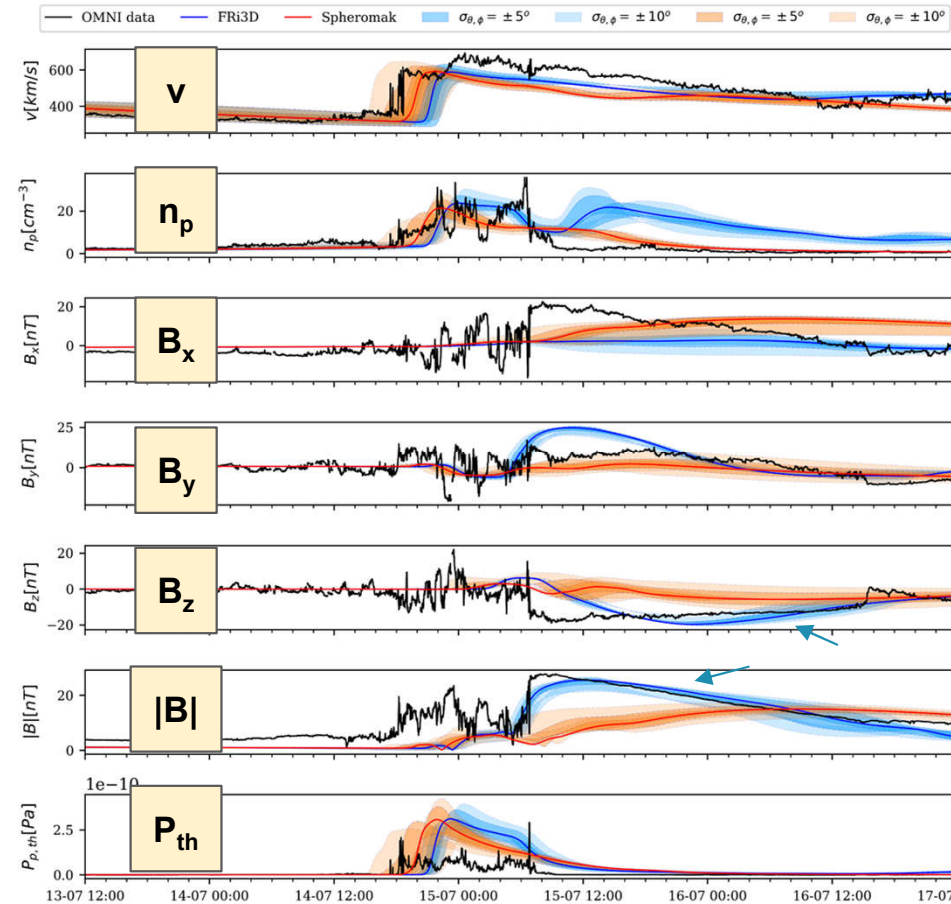 OMNI data FRi3D Spheromak σθ,ϕ = ±5° σθ,ϕ = ±10° σθ,ϕ = ±5° σθ,ϕ = ±10°
v[km/s]
600
400
v
np[cm−3]
20
0
np
Bx[nT]
20
0
Bx
By[nT]
25
0
By
Bz[nT]
20
0
−20
Bz
|B|[nT]
20
0
|B|
1e−10
Pp,th[Pa]
2.5
0.0
Pth
13-07 12:00 14-07 00:00 14-07 12:00 15-07 00:00 15-07 12:00 16-07 00:00 16-07 12:00 17-0